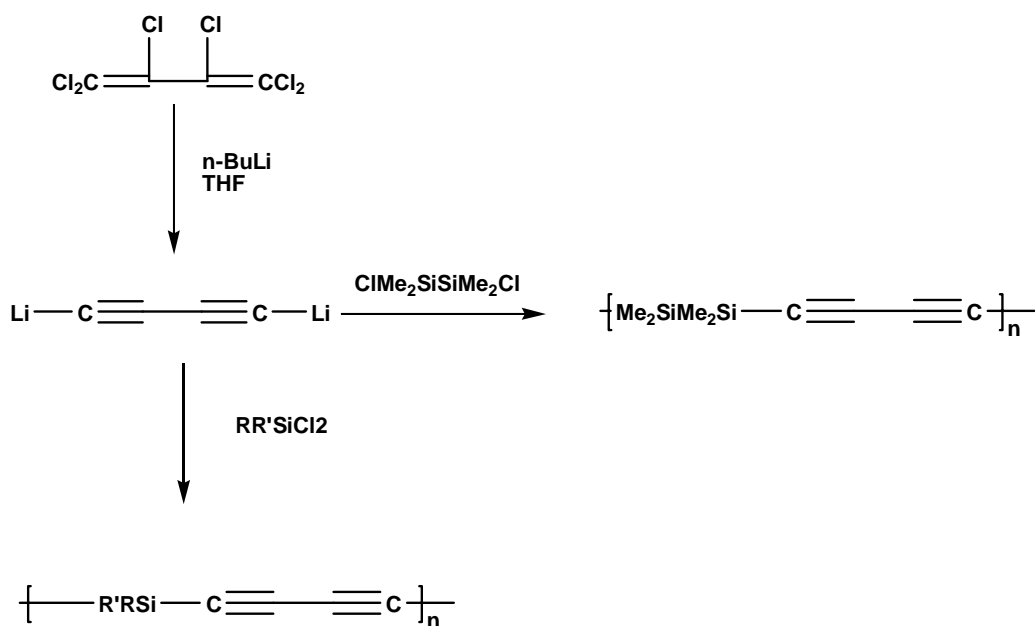 Cl Cl
Cl2C CCl2
n-BuLi
THF
ClMe2SiSiMe2Cl
Li C C Li
Me2SiMe2Si C C n
RR'SiCl2
R'RSi C C n